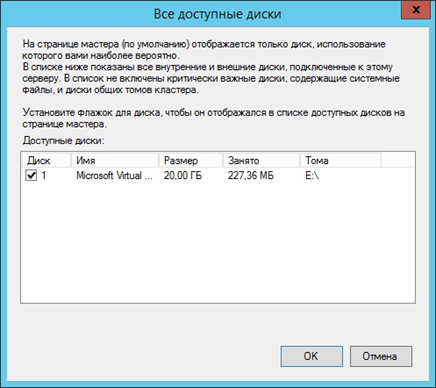 Все доступные диски
x
На странице мастера (по умолчанию) отображается только диск, использование
которого вами наиболее вероятно.
В списке ниже показаны все внутренние и внешние диски, подключенные к этому
серверу. В список не включены критически важные диски, содержащие системные
файлы, и диски общих томов кластера.
Установите флажок для диска, чтобы он отображался в списке доступных дисков на
странице мастера.
Доступные диски:
Диск Имя Размер Занято Тома
1 Microsoft Virtual ... 20,00 ГБ 227,36 МБ E:\
OK Отмена